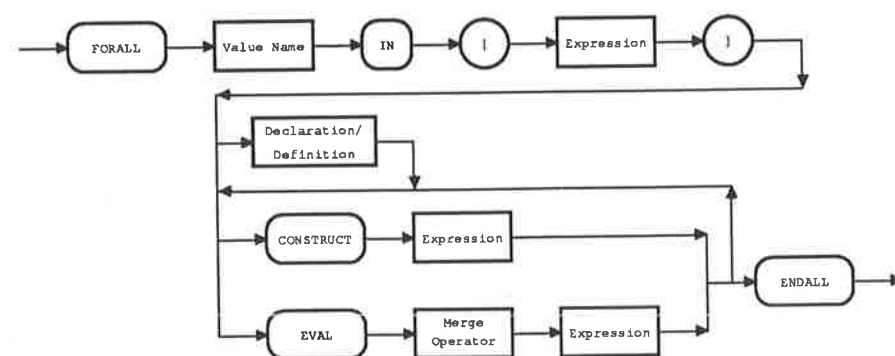 FORALL
Value Name
IN
[
Expression
]
Declaration/
Definition
CONSTRUCT
Expression
ENDALL
EVAL
Merge
Operator
Expression